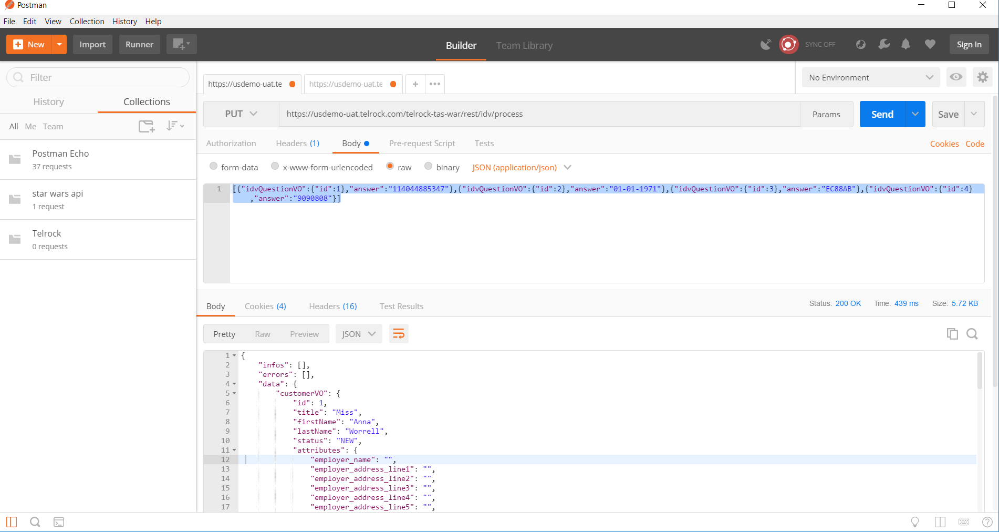 Postman
File Edit View Collection History Help
New Import Runner Builder Team Library SYNC OFF Sign In
Filter
History Collections
All Me Team
Postman Echo
37 requests
star wars api
1 request
Telrock
0 requests
https://usdemo-uat.te https://usdemo-uat.te + ••• No Environment
PUT https://usdemo-uat.telrock.com/telrock-tas-war/rest/idv/process Params Send Save
Authorization Headers (1) Body Pre-request Script Tests Cookies Code
form-data x-www-form-urlencoded raw binary JSON (application/json)
1 [{"idvQuestionVO":{"id":1},"answer":"114044885347"},{"idvQuestionVO":{"id":2},"answer":"01-01-1971"},{"idvQuestionVO":{"id":3},"answer":"EC88AB"},{"idvQuestionVO":{"id":4}
,"answer":"9090808"}]
Body Cookies (4) Headers (16) Test Results Status: 200 OK Time: 439 ms Size: 5.72 KB
Pretty Raw Preview JSON
1 {
2 "infos": [],
3 "errors": [],
4 "data": {
5 "customerVO": {
6 "id": 1,
7 "title": "Miss",
8 "firstName": "Anna",
9 "lastName": "Worrell",
10 "status": "NEW",
11 "attributes": {
12 "employer_name": "",
13 "employer_address_line1": "",
14 "employer_address_line2": "",
15 "employer_address_line3": "",
16 "employer_address_line4": "",
17 "employer_address_line5": "",